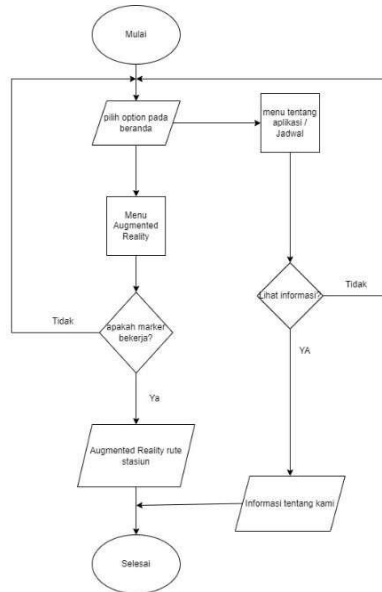 Mulai
pilih option pada
beranda
menu tentang
aplikasi /
Jadwal
Menu
Augmented
Reality
Lihat informasi?
Tidak
Tidak
apakah marker
bekerja?
YA
Ya
Augmented Reality rute
stasiun
Informasi tentang kami
Selesai